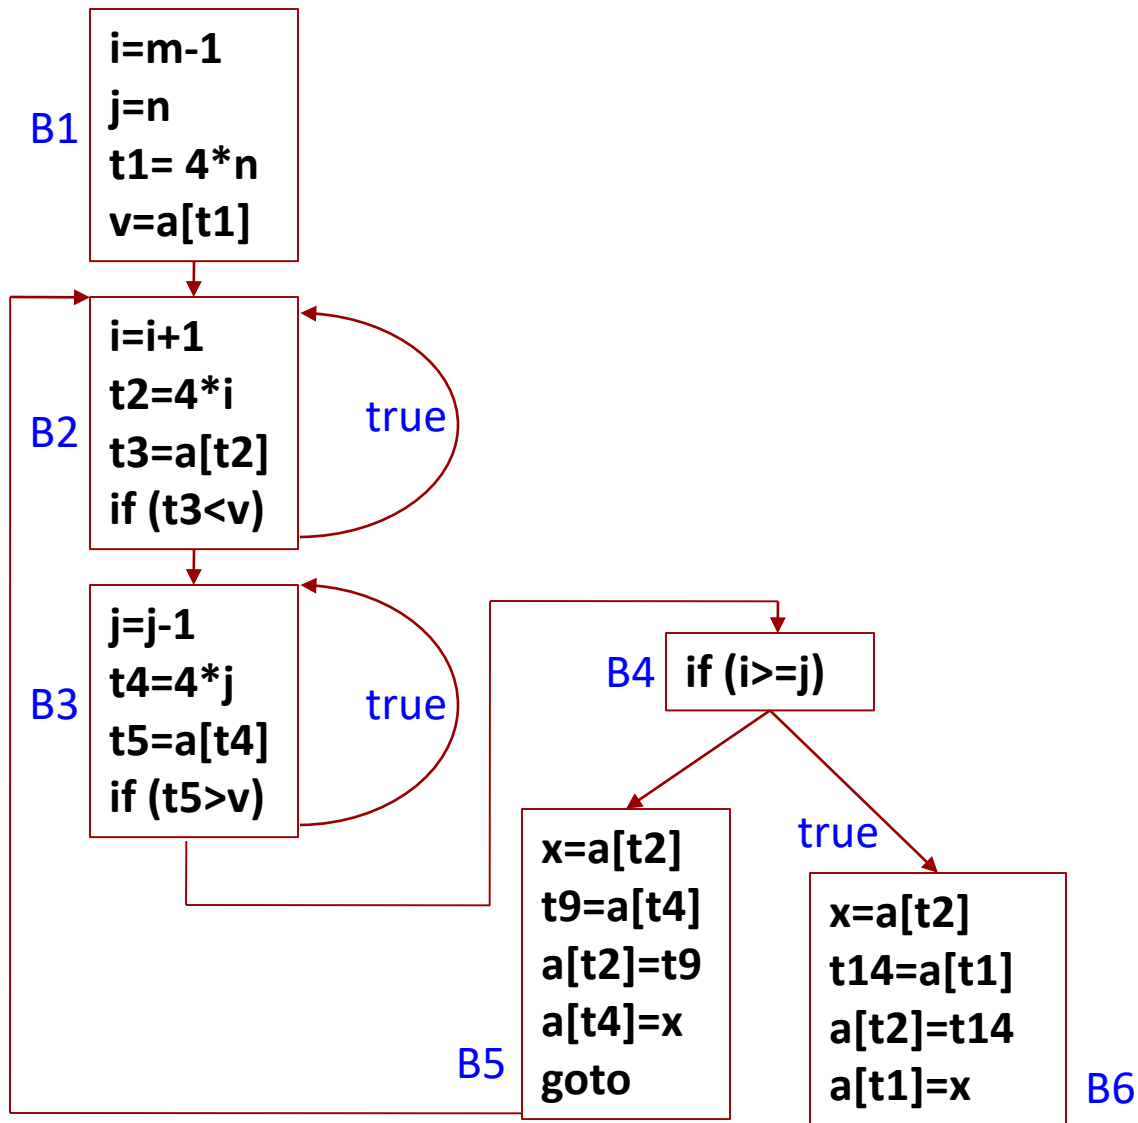 B1
i=m-1
j=n
t1= 4*n
v=a[t1]
B2
i=i+1
t2=4*i
t3=a[t2]
if (t3<v)
true
B3
j=j-1
t4=4*j
t5=a[t4]
if (t5>v)
true
B4
if (i>=j)
B5
x=a[t2]
t9=a[t4]
a[t2]=t9
a[t4]=x
goto
true
x=a[t2]
t14=a[t1]
a[t2]=t14
a[t1]=x
B6